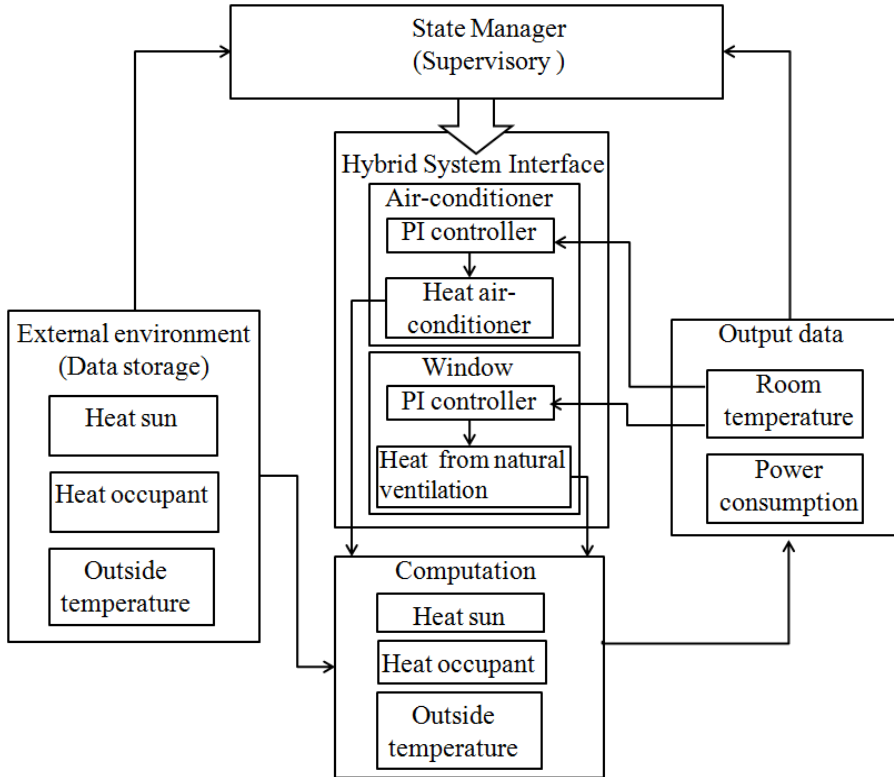 State Manager
(Supervisory )
Hybrid System Interface
Air-conditioner
PI controller
Heat air-
conditioner
Window
PI controller
Heat from natural
ventilation
External environment
(Data storage)
Heat sun
Heat occupant
Outside
temperature
Output data
Room
temperature
Power
consumption
Computation
Heat sun
Heat occupant
Outside
temperature